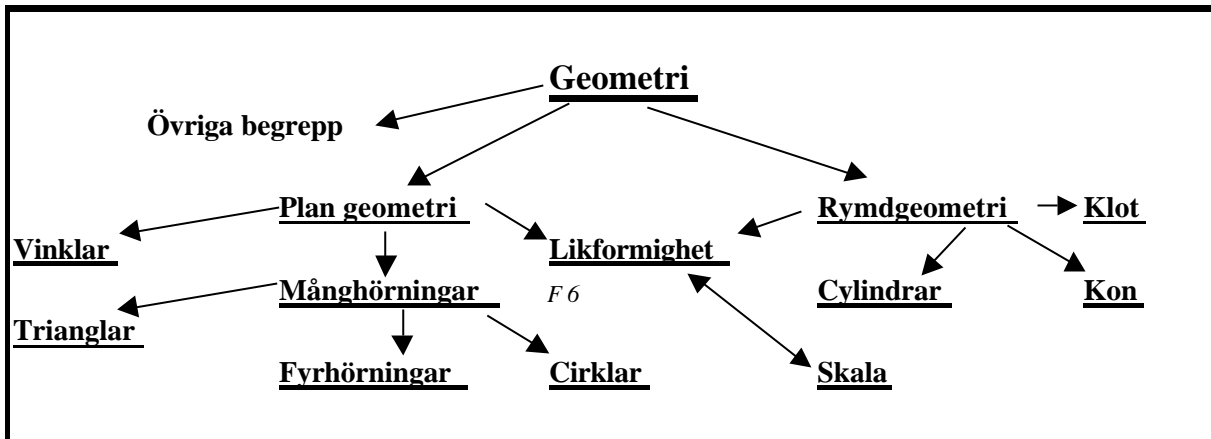 Geometri
Övriga begrepp
Plan geometri
Rymdgeometri
Klot
Vinklar
Likformighet
Månghörningar
F 6
Cylindrar
Kon
Trianglar
Fyrhörningar
Cirklar
Skala